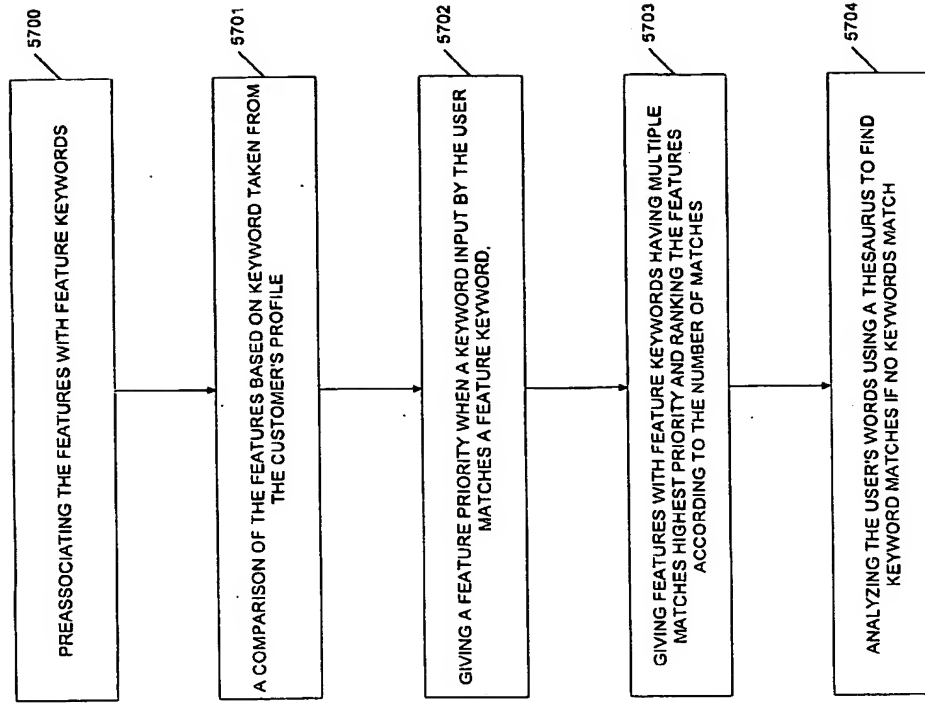 5700
PREASSOCIATING THE FEATURES WITH FEATURE KEYWORDS
5701
A COMPARISON OF THE FEATURES BASED ON KEYWORD TAKEN FROM
THE CUSTOMER'S PROFILE
5702
GIVING A FEATURE PRIORITY WHEN A KEYWORD INPUT BY THE USER
MATCHES A FEATURE KEYWORD,
5703
GIVING FEATURES WITH FEATURE KEYWORDS HAVING MULTIPLE
MATCHES HIGHEST PRIORITY AND RANKING THE FEATURES
ACCORDING TO THE NUMBER OF MATCHES
5704
ANALYZING THE USER'S WORDS USING A THESAURUS TO FIND
KEYWORD MATCHES IF NO KEYWORDS MATCH